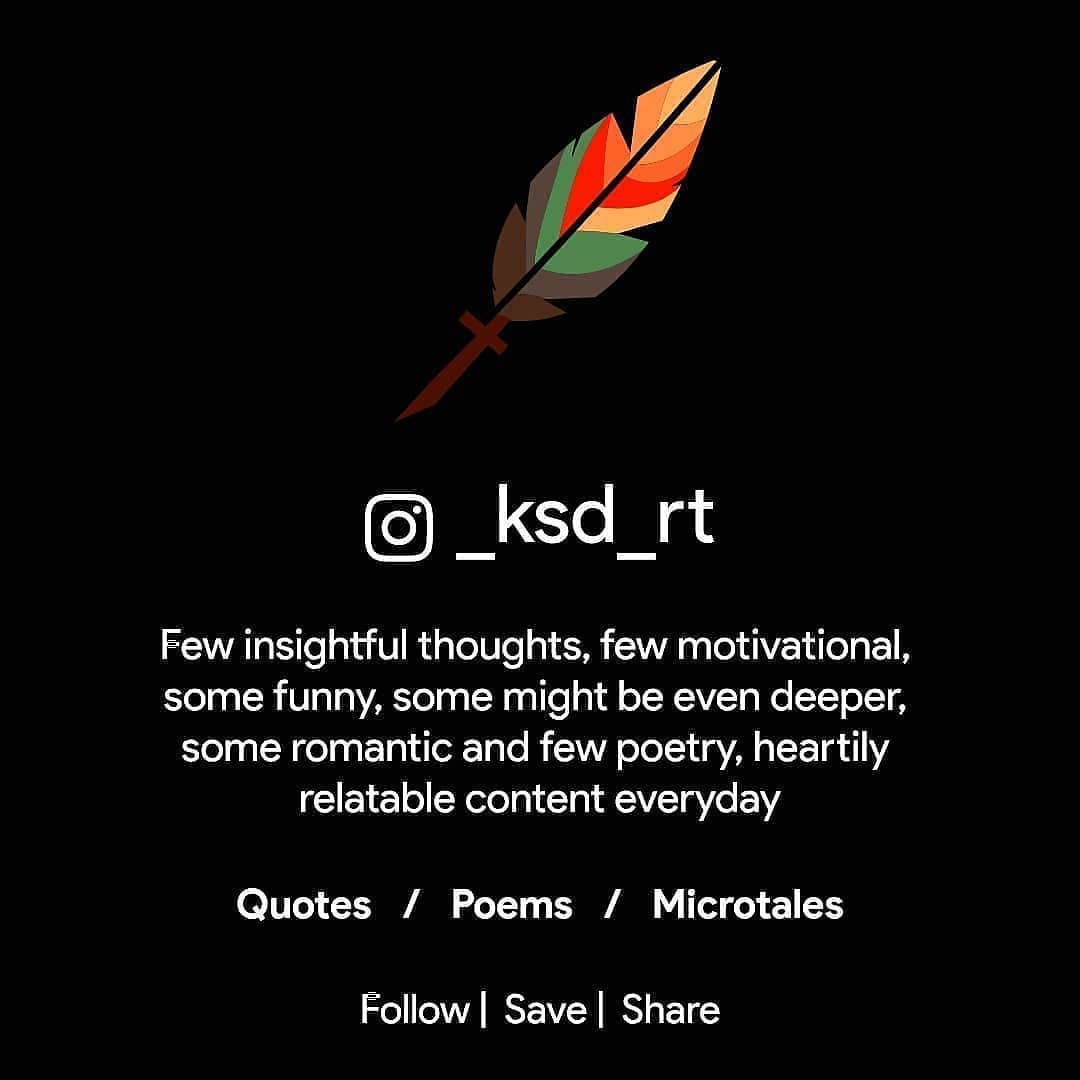 _ksd_rt
Few insightful thoughts, few motivational,
some funny, some might be even deeper,
some romantic and few poetry, heartily
relatable content everyday
Quotes / Poems / Microtales
Follow | Save | Share